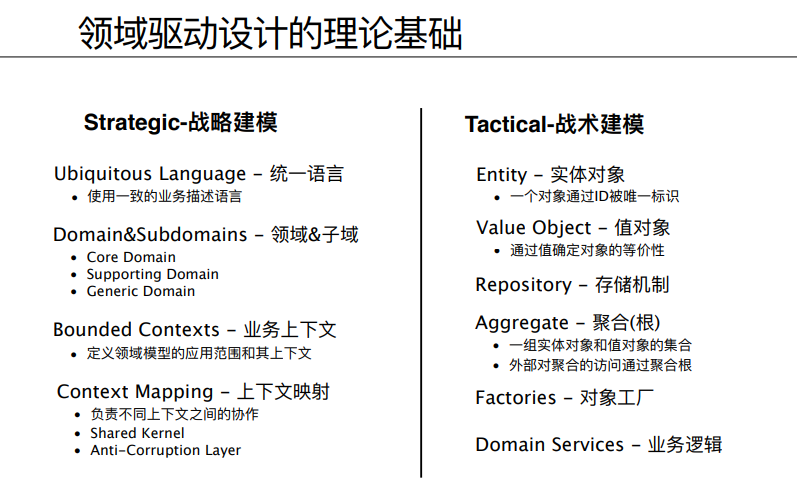 领域驱动设计的理论基础
Strategic-战略建模
Ubiquitous Language – 统一语言
• 使用一致的业务描述语言
Domain&Subdomains – 领域&子域
• Core Domain
• Supporting Domain
• Generic Domain
Bounded Contexts – 业务上下文
• 定义领域模型的应用范围和其上下文
Context Mapping – 上下文映射
• 负责不同上下文之间的协作
• Shared Kernel
• Anti-Corruption Layer
Tactical-战术建模
Entity – 实体对象
• 一个对象通过ID被唯一标识
Value Object – 值对象
• 通过值确定对象的等价性
Repository – 存储机制
Aggregate – 聚合(根)
• 一组实体对象和值对象的集合
• 外部对聚合的访问通过聚合根
Factories – 对象工厂
Domain Services – 业务逻辑